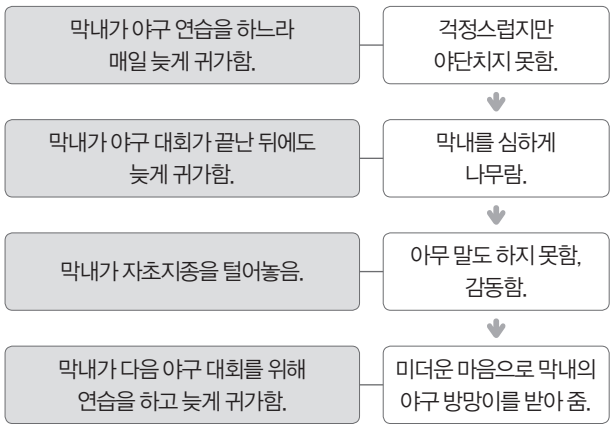 막내가 야구 연습을 하느라
매일 늦게 귀가함.
걱정스럽지만
야단치지 못함.
막내가 야구 대회가 끝난 뒤에도
늦게 귀가함.
막내를 심하게
나무람.
막내가 자초지종을 털어놓음.
아무 말도 하지 못함,
감동함.
막내가 다음 야구 대회를 위해
연습을 하고 늦게 귀가함.
미더운 마음으로 막내의
야구 방망이를 받아 줌.